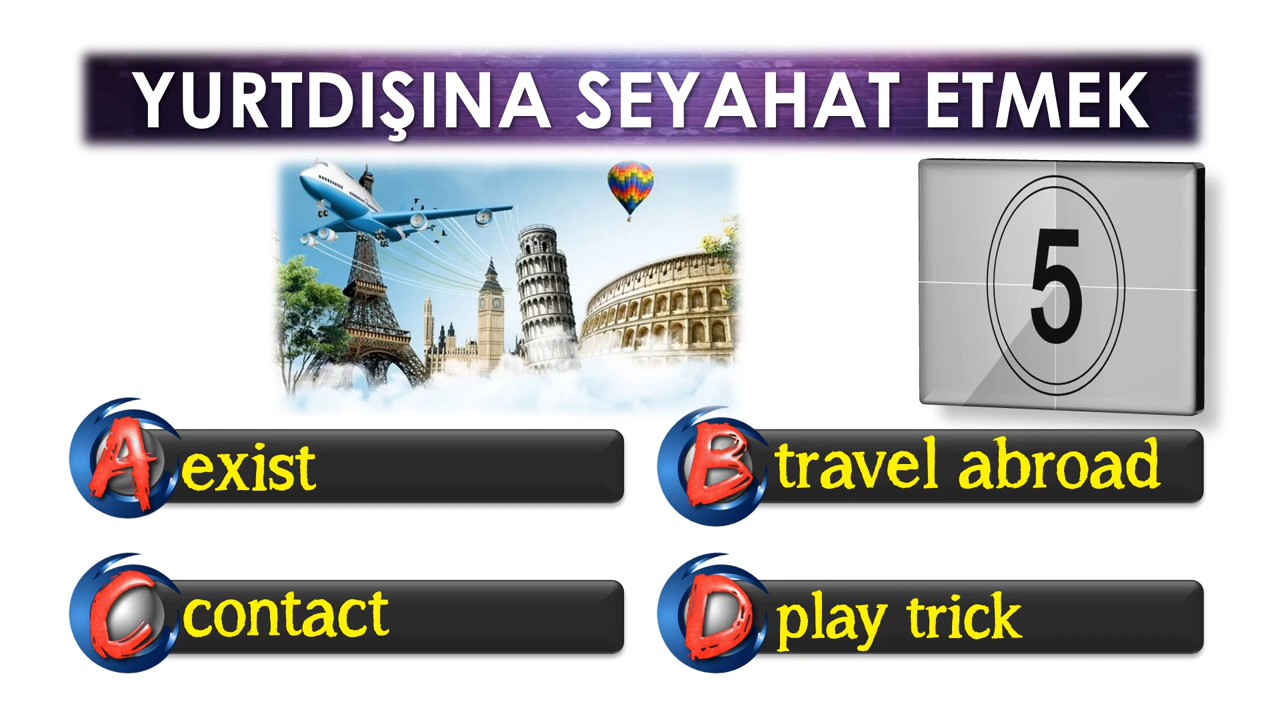 YURTDIŞINA SEYAHAT ETMEK
5
A exist
B travel abroad
C contact
D play trick